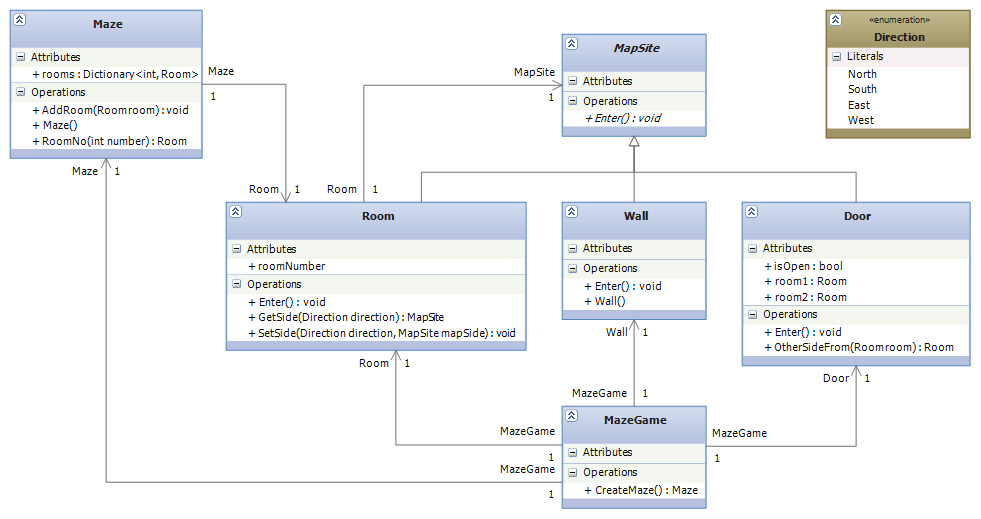 Maze
Attributes
+ rooms : Dictionary<int, Room>
Operations
+ AddRoom(Roomroom) : void
+ Maze()
+ RoomNo(int number) : Room
Maze
1
MapSite
1
MapSite
Attributes
Operations
+ Enter() : void
«enumeration»
Direction
Literals
North
South
East
West
Maze 1
Room 1
Room 1
Room
Attributes
+ roomNumber
Operations
+ Enter() : void
+ GetSide(Direction direction) : MapSite
+ SetSide(Direction direction, MapSite mapSide) : void
Wall
Attributes
Operations
+ Enter() : void
+ Wall()
Door
Attributes
+ isOpen : bool
+ room1 : Room
+ room2 : Room
Operations
+ Enter() : void
+ OtherSideFrom(Roomroom) : Room
Room 1
Wall 1
Door 1
MazeGame 1
MazeGame
1
MazeGame
1
MazeGame
1
MazeGame
Attributes
Operations
+ CreateMaze() : Maze